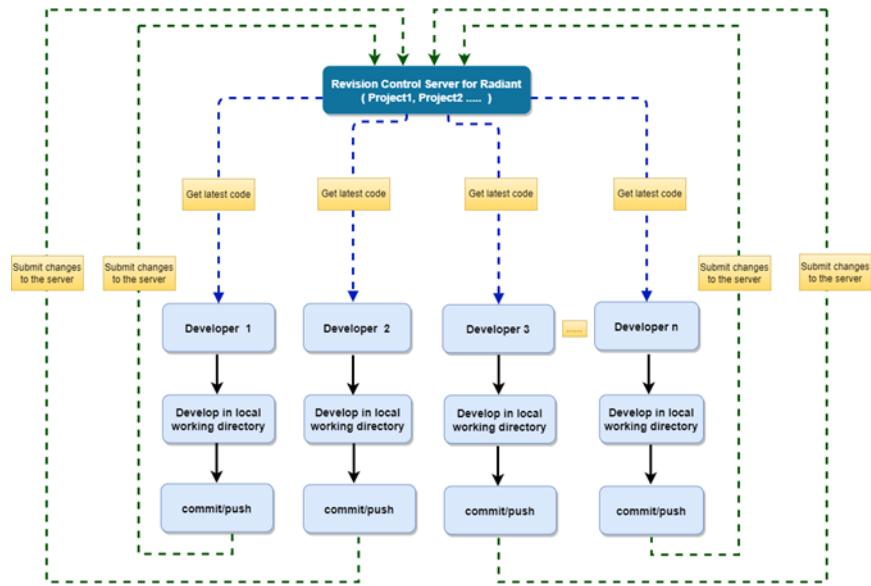 Revision Control Server for Radiant
( Project1, Project2 ..... )
Get latest code
Get latest code
Get latest code
Get latest code
Submit changes
to the server
Submit changes
to the server
Submit changes
to the server
Submit changes
to the server
Developer 1
Developer 2
Developer 3
Developer n
Develop in local
working directory
Develop in local
working directory
Develop in local
working directory
Develop in local
working directory
commit/push
commit/push
commit/push
commit/push